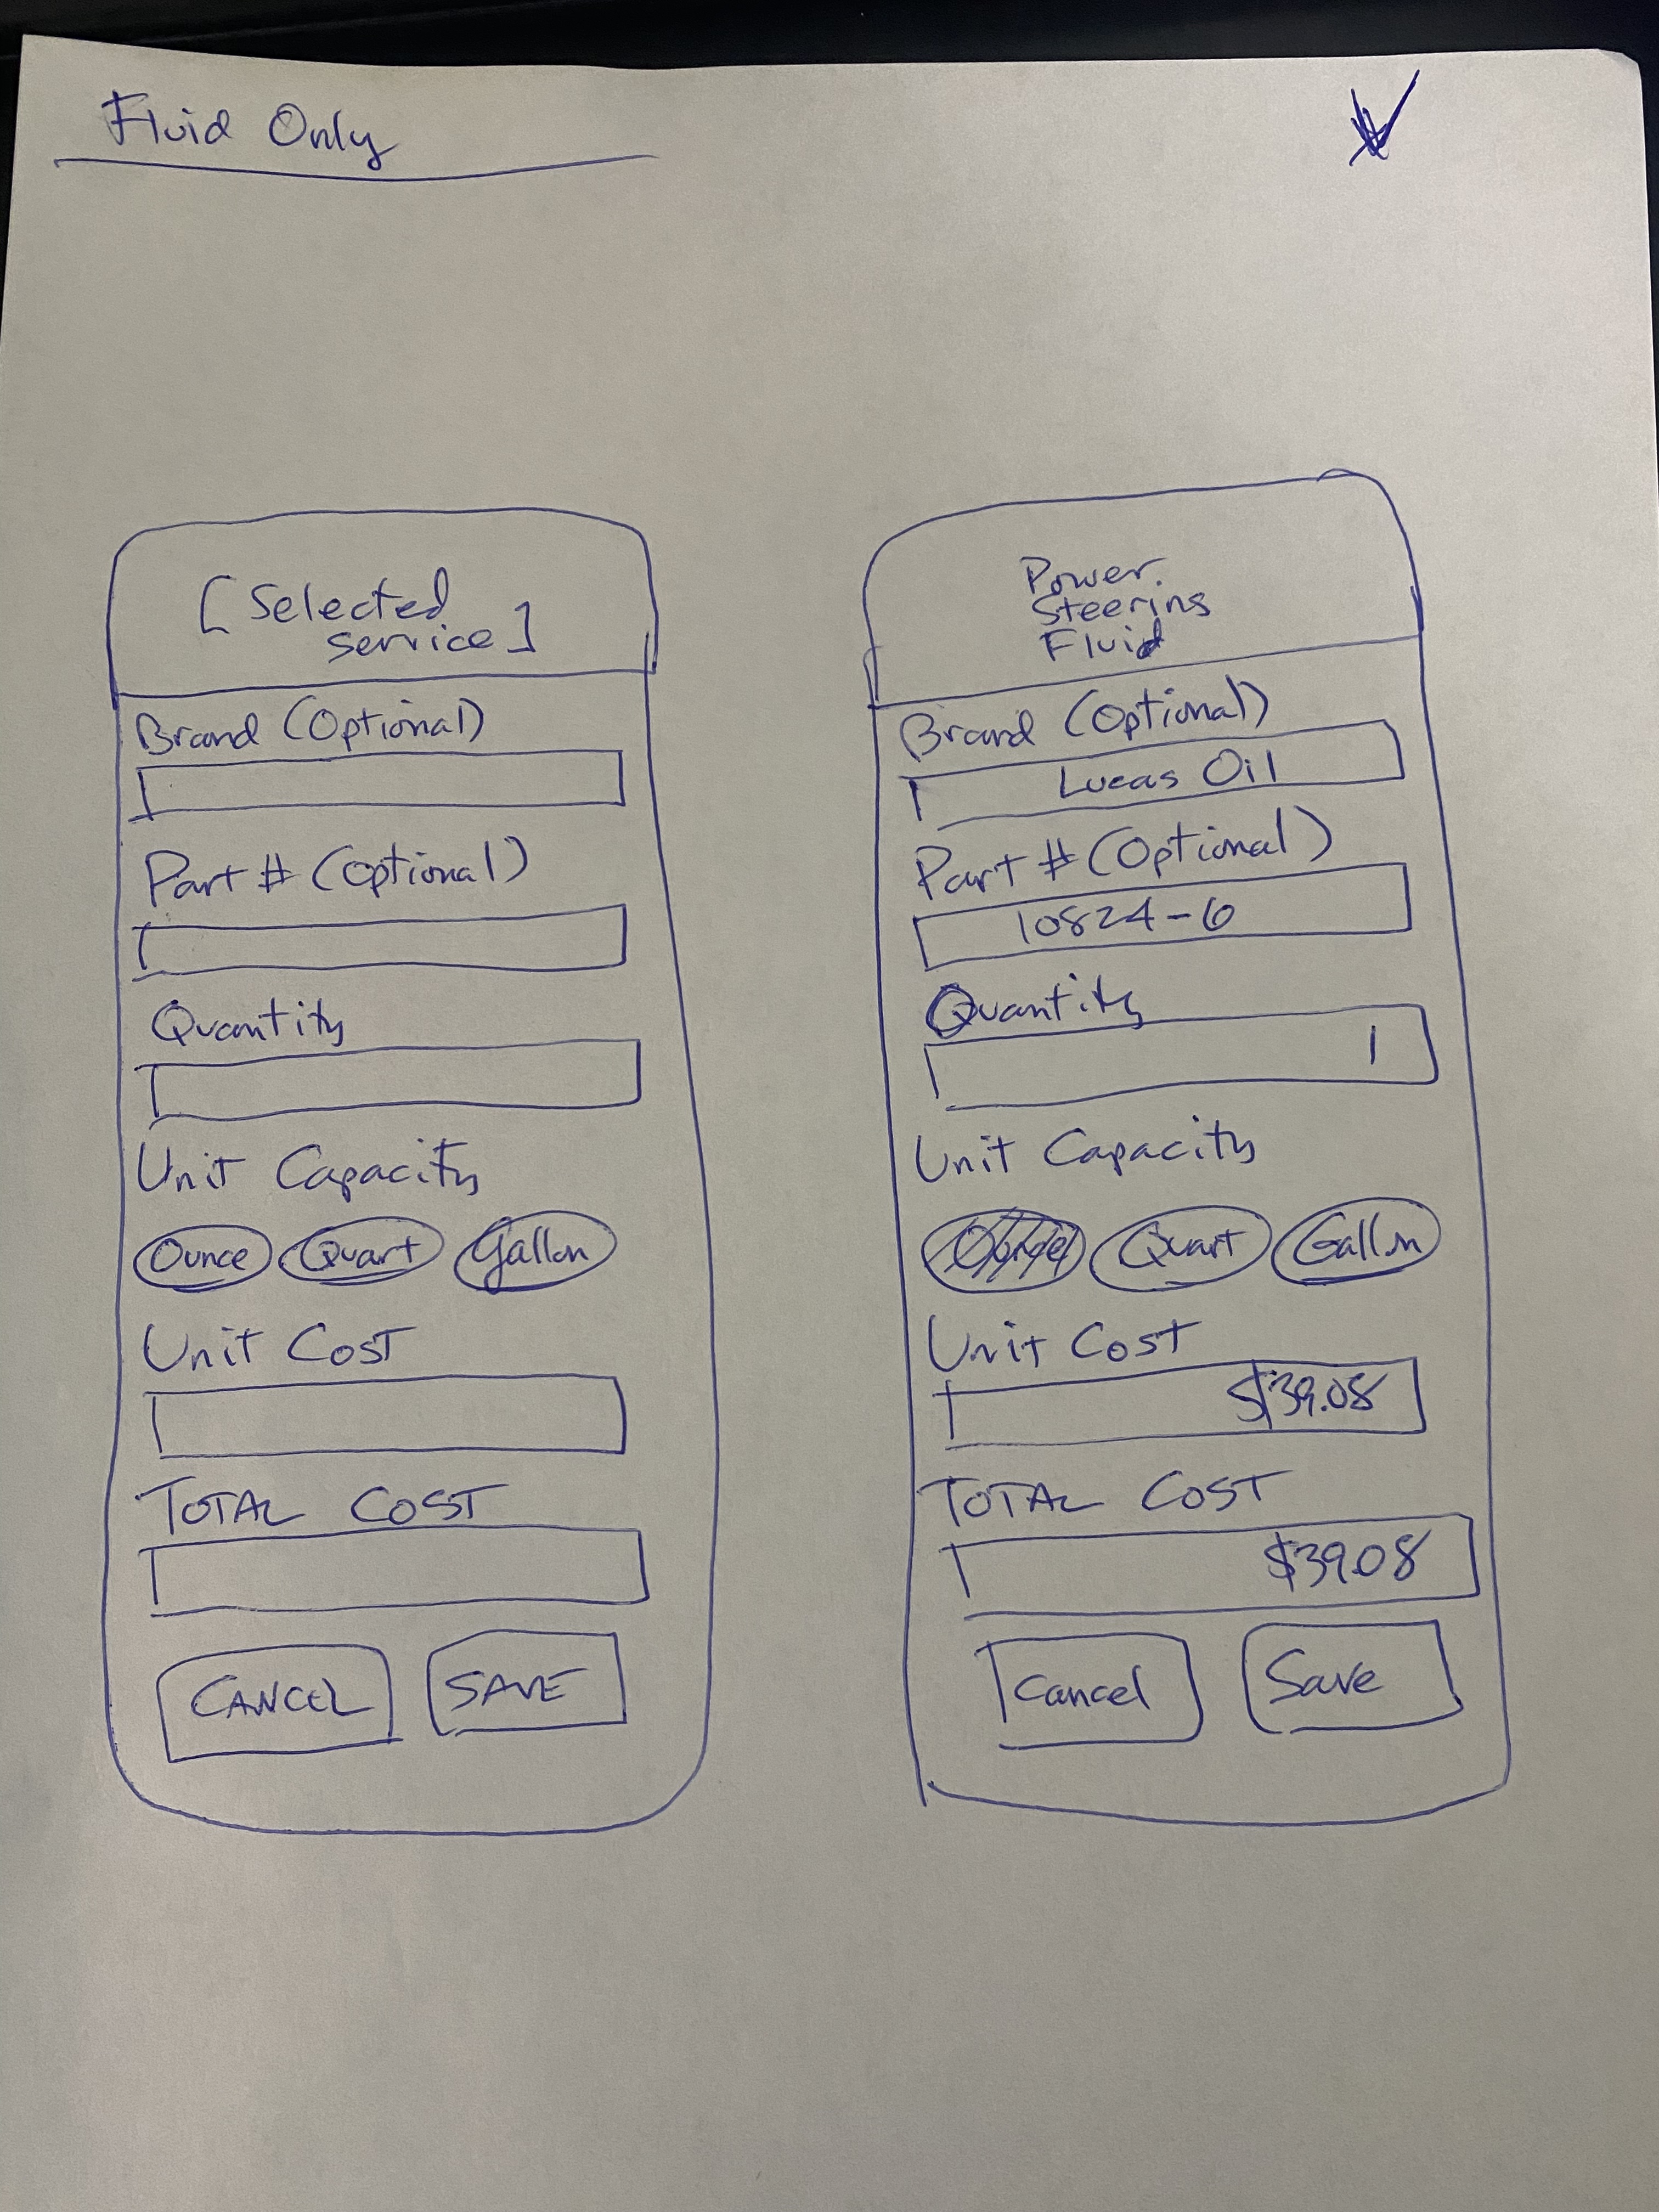 Fluid Only
[Selected
service]
Brand (Optional)
Part # (Optional)
Quantity
Unit Capacity
Ounce Quart Gallon
Unit Cost
TOTAL COST
CANCEL SAVE
Power
Steering
Fluid
Brand (Optional)
Lucas Oil
Part # (Optional)
10824-6
Quantity
1
Unit Capacity
Ounce Quart Gallon
Unit Cost
$39.08
TOTAL COST
$39.08
Cancel Save